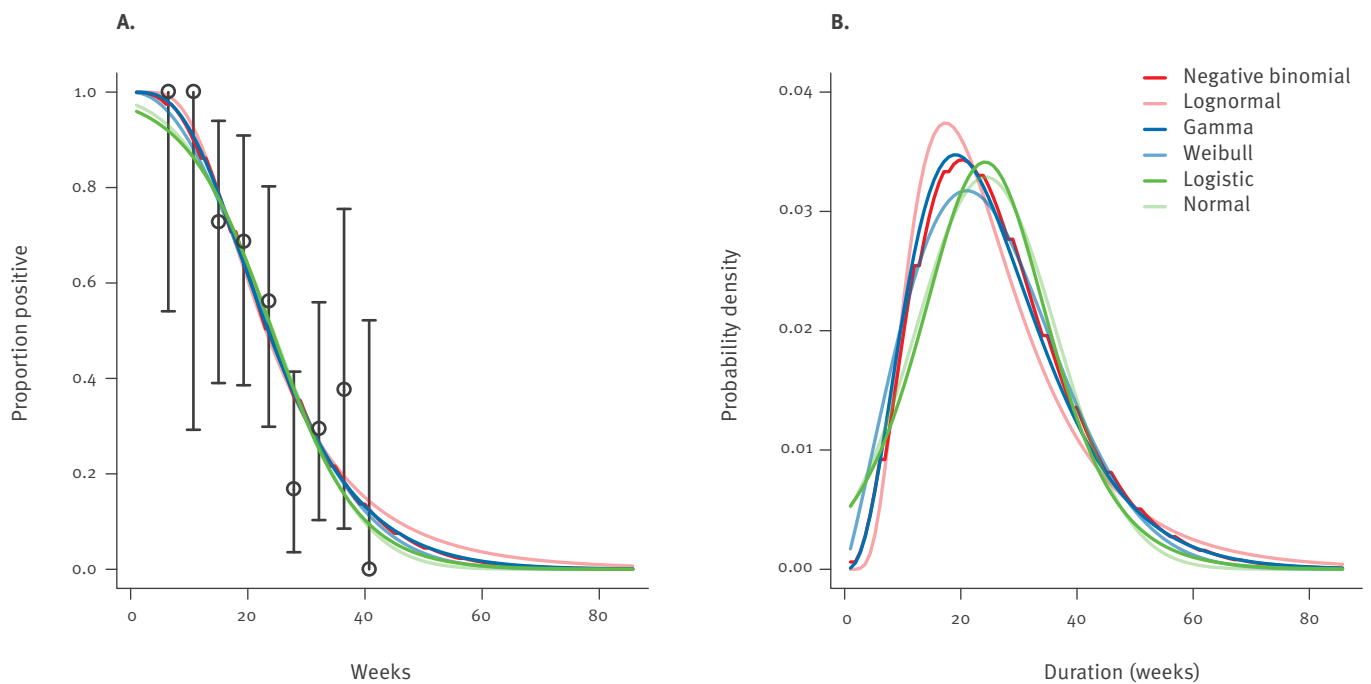 A.
1.0
0.8
0.6
0.4
0.2
0.0
0
20
40
60
80
Proportion positive
Weeks
B.
0.04
0.03
0.02
0.01
0.00
0
20
40
60
80
Probability density
Duration (weeks)
Negative binomial
Lognormal
Gamma
Weibull
Logistic
Normal